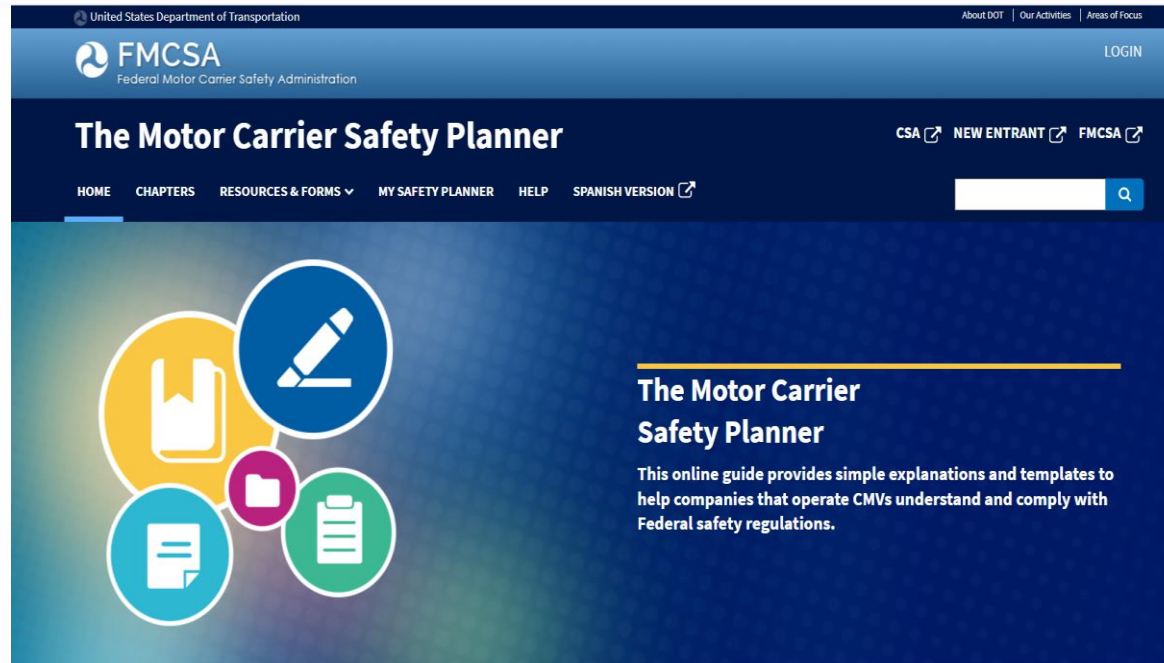 United States Department of Transportation
About DOT | Our Activities | Areas of Focus
FMCSA
Federal Motor Carrier Safety Administration
LOGIN
The Motor Carrier Safety Planner
CSA NEW ENTRANT FMCSA
HOME CHAPTERS RESOURCES & FORMS MY SAFETY PLANNER HELP SPANISH VERSION
The Motor Carrier
Safety Planner
This online guide provides simple explanations and templates to
help companies that operate CMVs understand and comply with
Federal safety regulations.